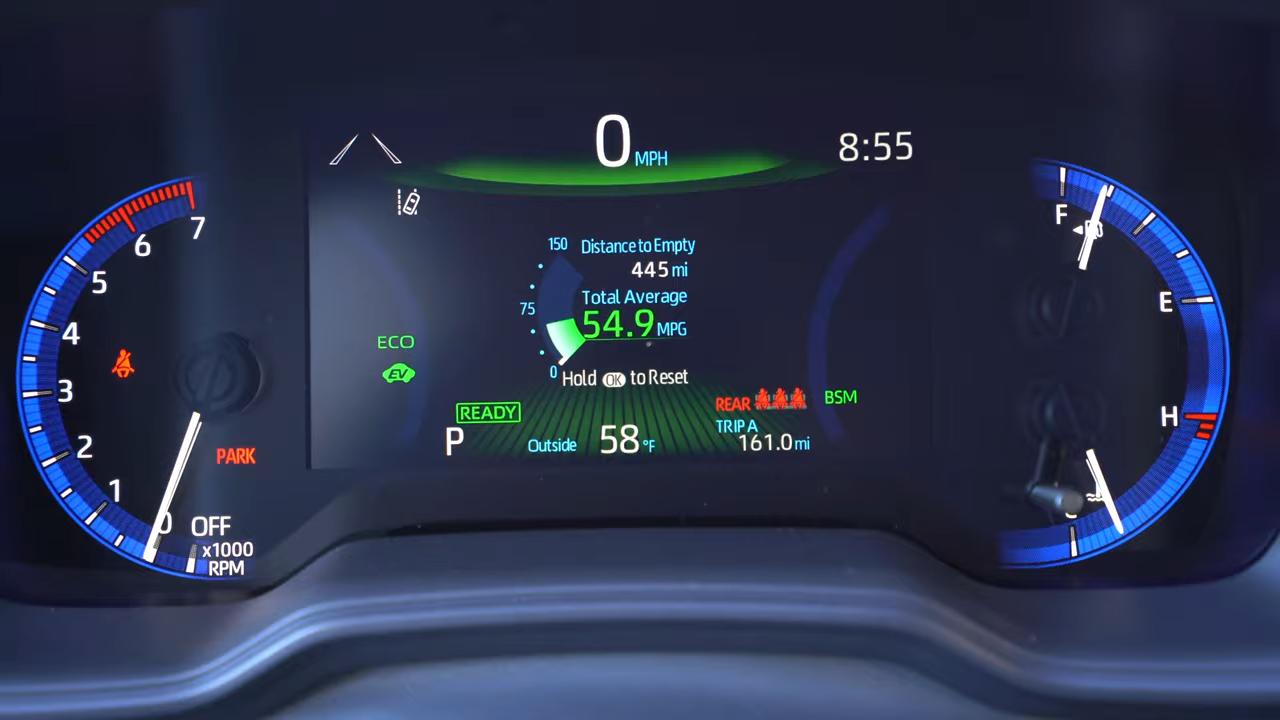 0 MPH
8:55
7
6
5
4
3
2
1
0
OFF
x1000
RPM
PARK
ECO
EV
READY
P
150
75
0
Distance to Empty
445 mi
Total Average
54.9 MPG
Hold OK to Reset
Outside 58 °F
REAR
TRIP A
161.0 mi
BSM
F
E
H